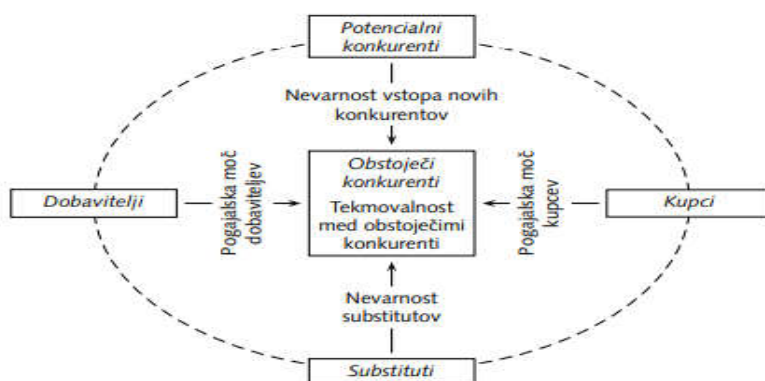 Potencialni
konkurenti
Nevarnost vstopa novih
konkurentov
Dobavitelji
Pogajalska moč
dobaviteljev
Obstoječi
konkurenti
Tekmovalnost
med obstoječimi
konkurenti
Pogajalska moč
kupcev
Kupci
Nevarnost
substitutov
Substituti